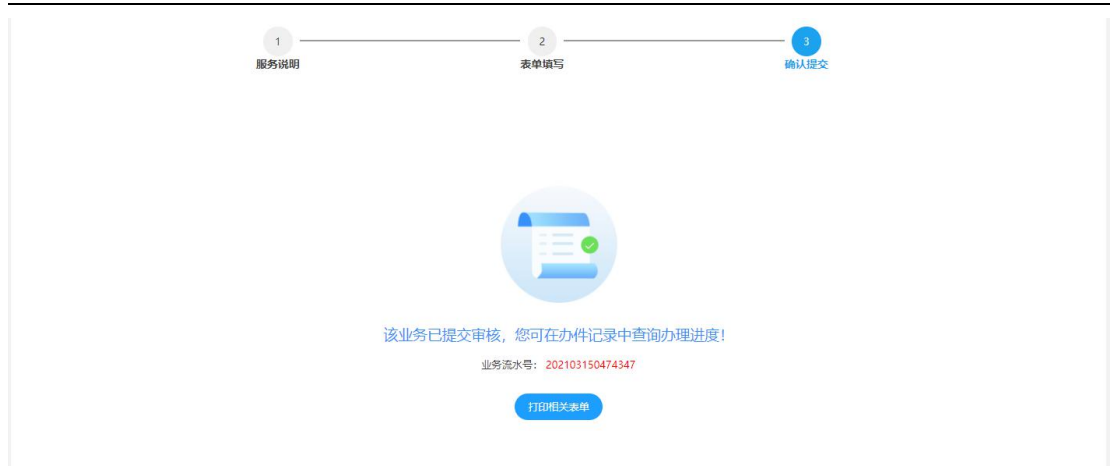 1
服务说明
2
表单填写
3
确认提交
该业务已提交审核，您可在办件记录中查询办理进度！
业务流水号： 202103150474347
打印相关表单